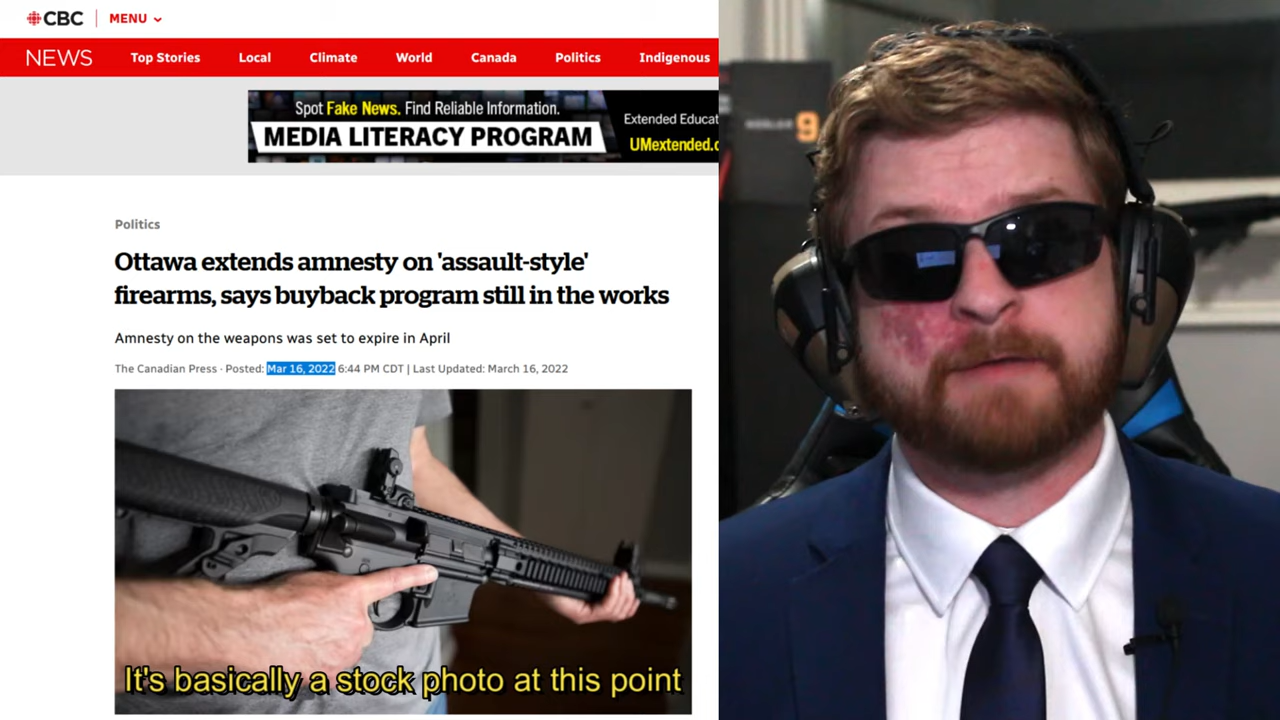 CBC
MENU
NEWS
Top Stories
Local
Climate
World
Canada
Politics
Indigenous
Spot Fake News. Find Reliable Information.
MEDIA LITERACY PROGRAM
Extended Educat
UMextended.c
Politics
Ottawa extends amnesty on 'assault-style'
firearms, says buyback program still in the works
Amnesty on the weapons was set to expire in April
The Canadian Press · Posted: Mar 16, 2022 6:44 PM CDT | Last Updated: March 16, 2022
It's basically a stock photo at this point
9